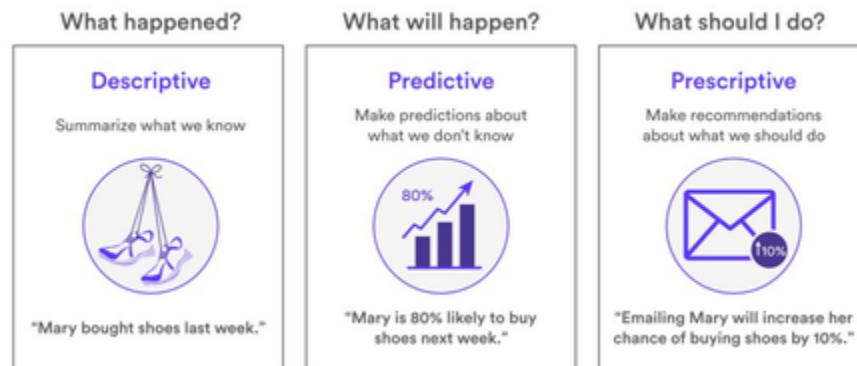 What happened?
Descriptive
Summarize what we know
“Mary bought shoes last week.”
What will happen?
Predictive
Make predictions about
what we don’t know
80%
“Mary is 80% likely to buy
shoes next week.”
What should I do?
Prescriptive
Make recommendations
about what we should do
↑10%
“Emailing Mary will increase her
chance of buying shoes by 10%.”